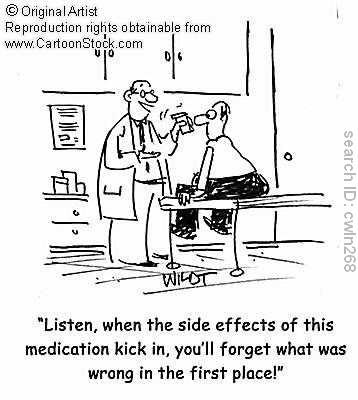 © Original Artist
Reproduction rights obtainable from
www.CartoonStock.com
search ID: cwln268
WILDT
"Listen, when the side effects of this
medication kick in, you'll forget what was
wrong in the first place!"